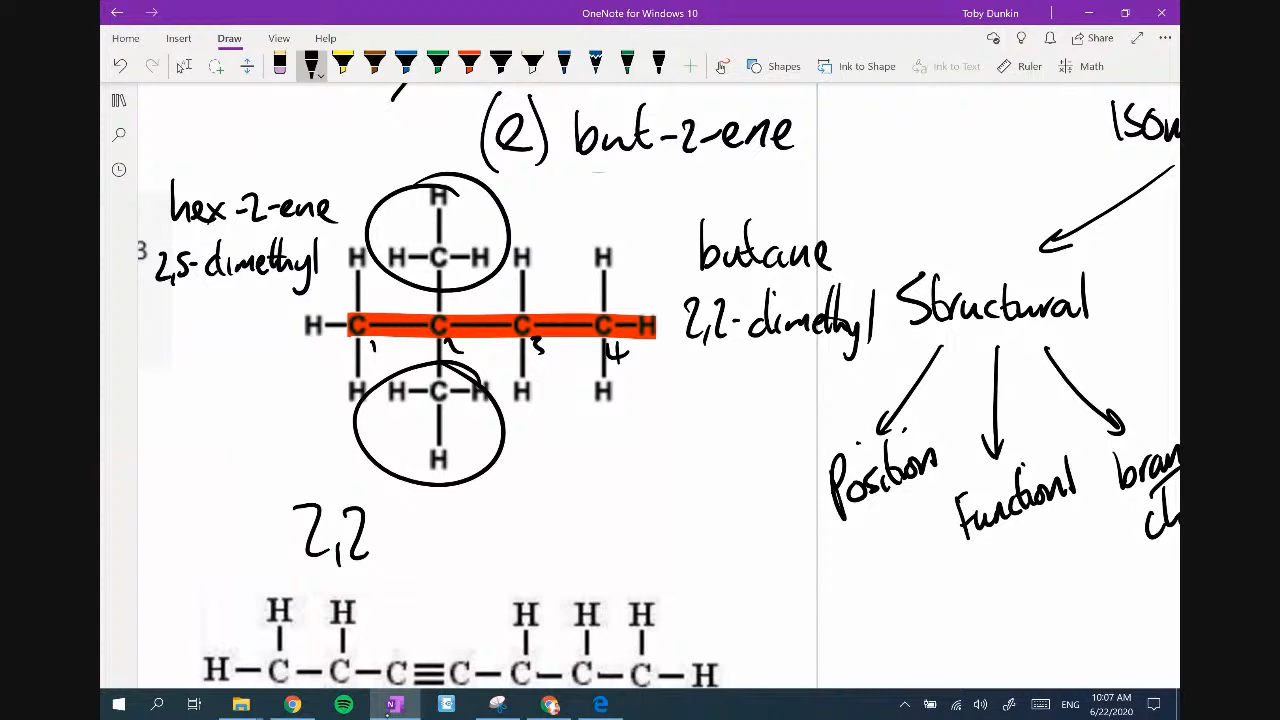 OneNote for Windows 10
Toby Dunkin
Home
Insert
Draw
View
Help
Share
Shapes
Ink to Shape
Ink to Text
Ruler
Math
(e) but-2-ene
hex-2-ene
2,5-dimethyl
3
H
H–C–H
H H H
H–C–C–C–C–H
1 2 3 4
H H–C–H H H
H
butane
2,2-dimethyl
2,2
Structural
Position
Functional
H H H H H
H–C–C–C≡C–C–C–C–H
ENG
10:07 AM
6/22/2020